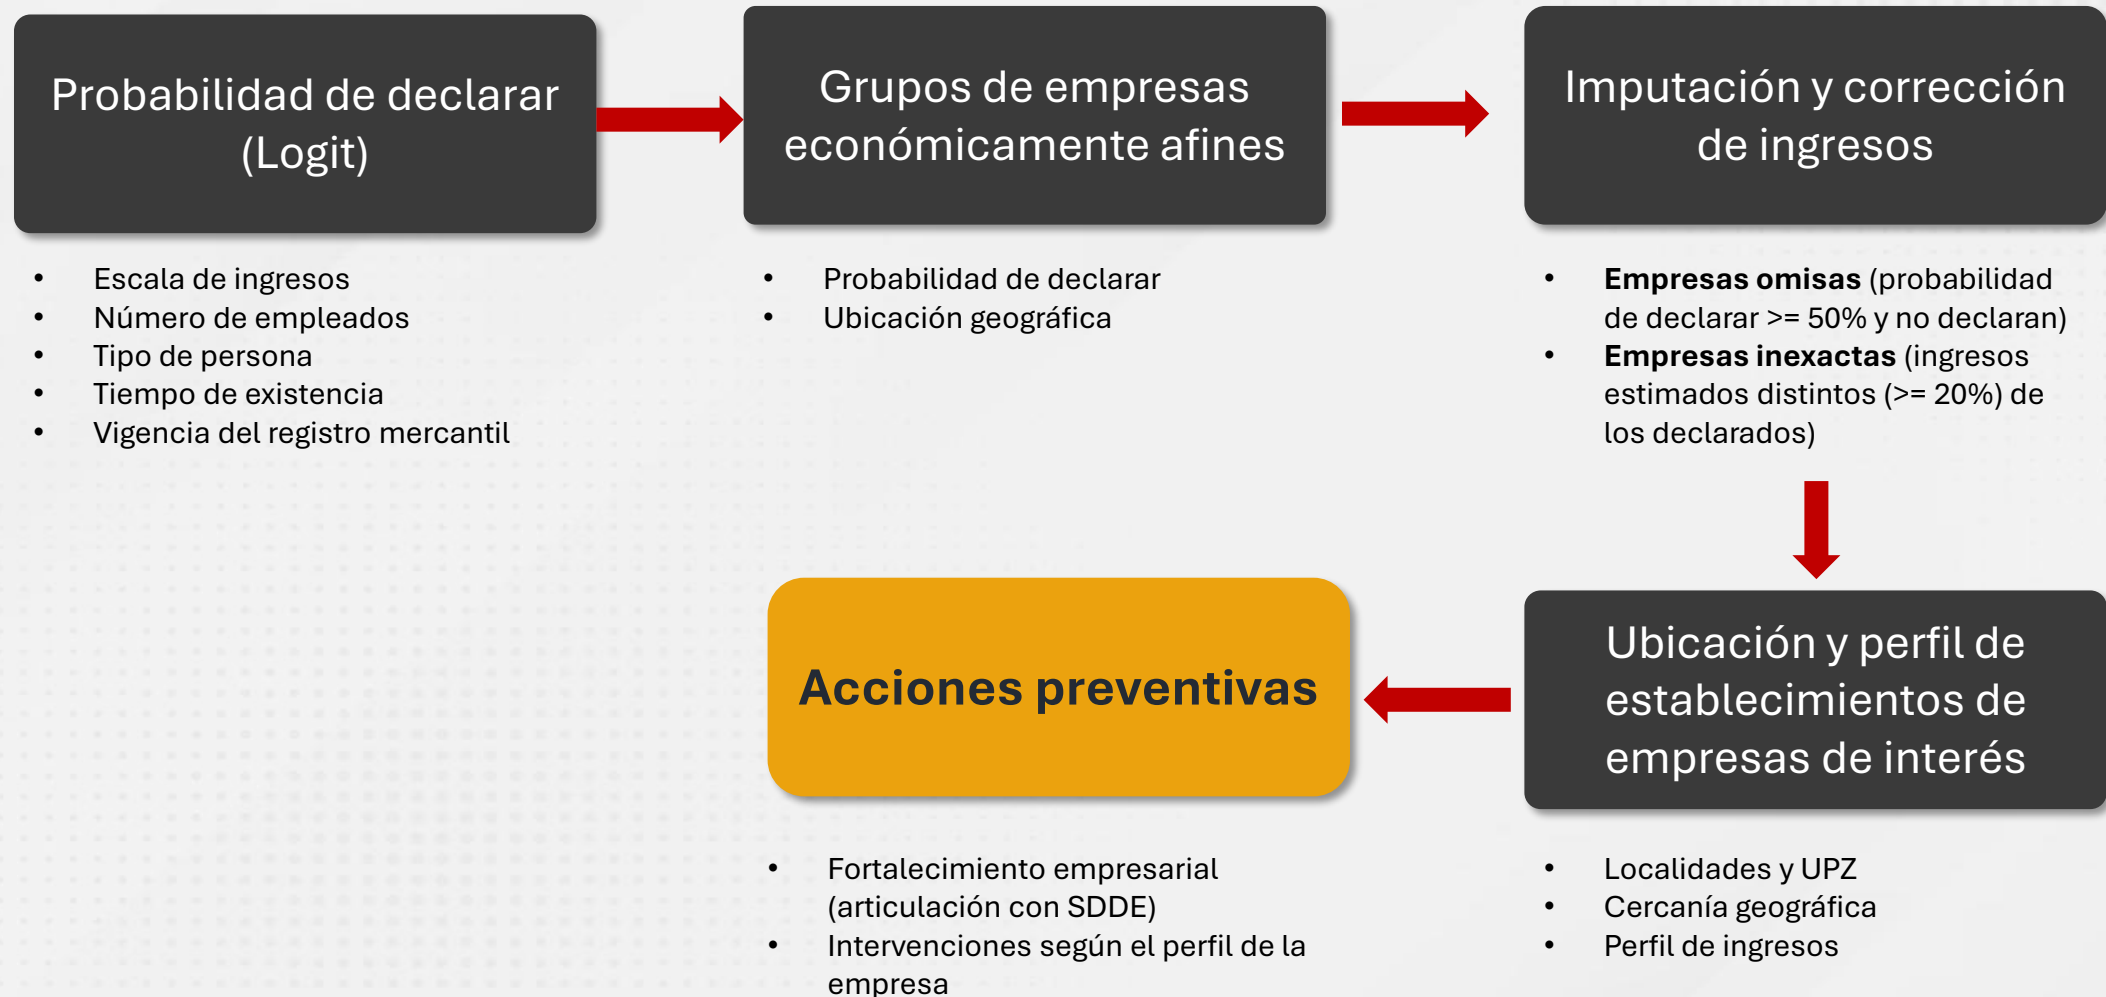 Probabilidad de declarar
(Logit)
• Escala de ingresos
• Número de empleados
• Tipo de persona
• Tiempo de existencia
• Vigencia del registro mercantil
Grupos de empresas
económicamente afines
• Probabilidad de declarar
• Ubicación geográfica
Imputación y corrección
de ingresos
• Empresas omisas (probabilidad
de declarar >= 50% y no declaran)
• Empresas inexactas (ingresos
estimados distintos (>= 20%) de
los declarados)
Ubicación y perfil de
establecimientos de
empresas de interés
• Localidades y UPZ
• Cercanía geográfica
• Perfil de ingresos
Acciones preventivas
• Fortalecimiento empresarial
(articulación con SDDE)
• Intervenciones según el perfil de la
empresa